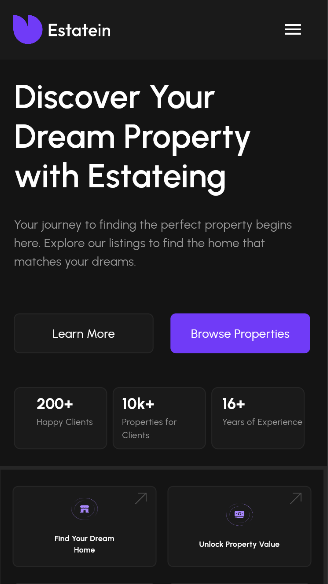 Estatein
Discover Your
Dream Property
with Estateing
Your journey to finding the perfect property begins
here. Explore our listings to find the home that
matches your dreams.
Learn More
Browse Properties
200+
Happy Clients
10k+
Properties for
Clients
16+
Years of Experience
Find Your Dream
Home
Unlock Property Value